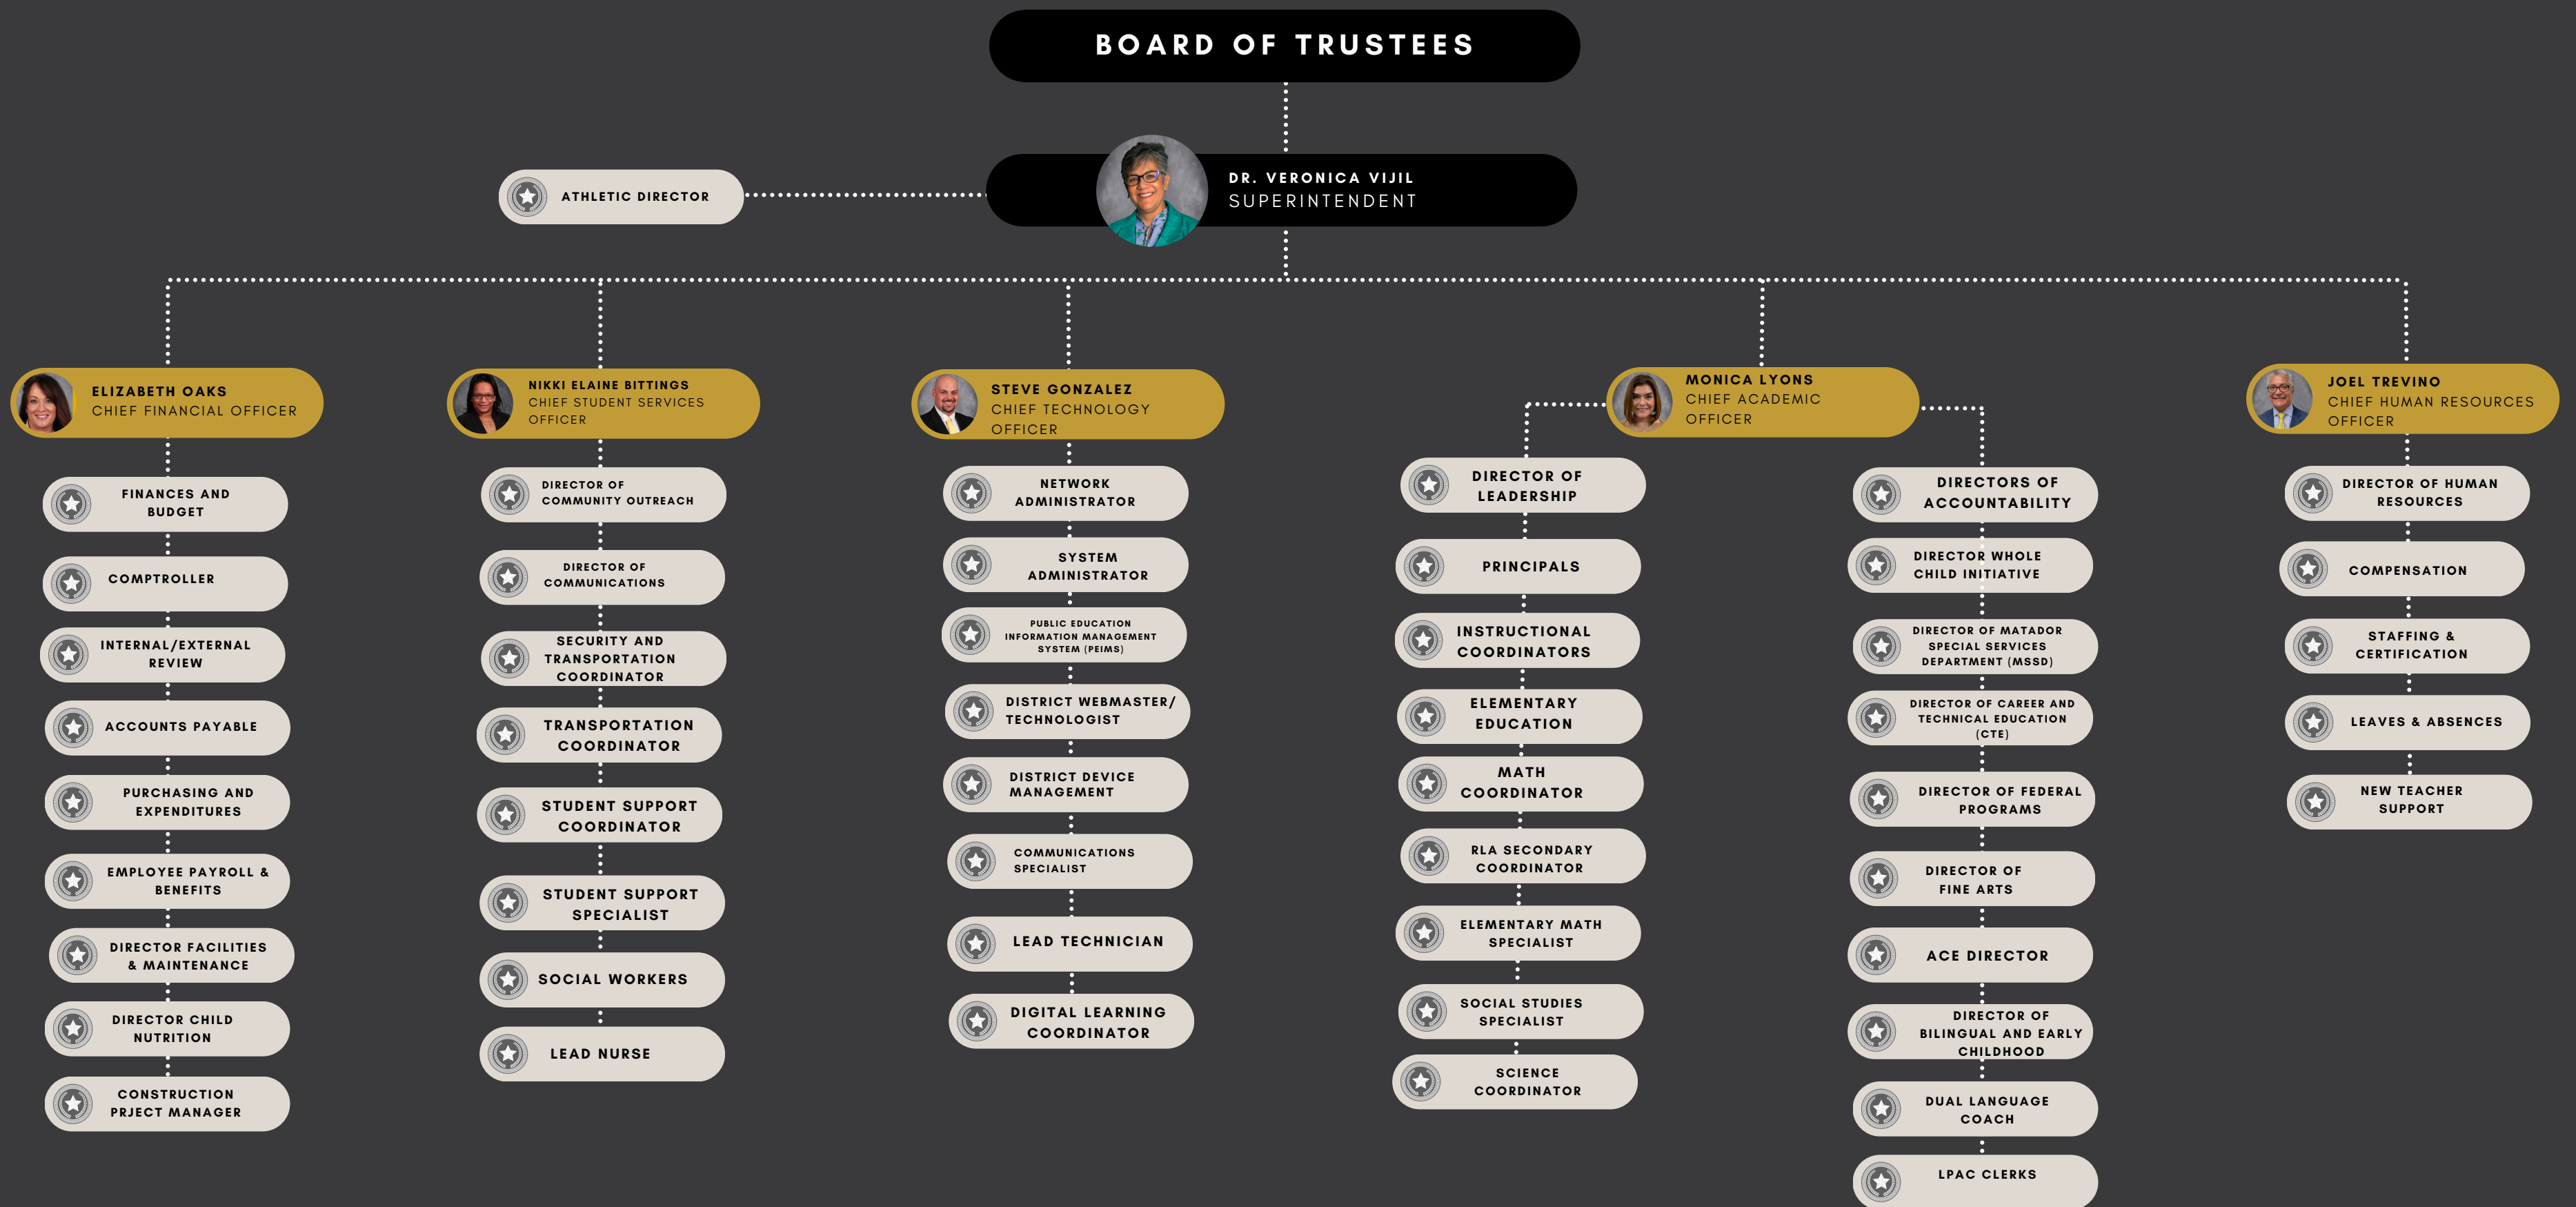 BOARD OF TRUSTEES
DR. VERONICA VIJIL
SUPERINTENDENT
ATHLETIC DIRECTOR
ELIZABETH OAKS
CHIEF FINANCIAL OFFICER
FINANCES AND
BUDGET
COMPTROLLER
INTERNAL/EXTERNAL
REVIEW
ACCOUNTS PAYABLE
PURCHASING AND
EXPENDITURES
EMPLOYEE PAYROLL &
BENEFITS
DIRECTOR FACILITIES
& MAINTENANCE
DIRECTOR CHILD
NUTRITION
CONSTRUCTION
PRJECT MANAGER
NIKKI ELAINE BITTINGS
CHIEF STUDENT SERVICES
OFFICER
DIRECTOR OF
COMMUNITY OUTREACH
DIRECTOR OF
COMMUNICATIONS
SECURITY AND
TRANSPORTATION
COORDINATOR
TRANSPORTATION
COORDINATOR
STUDENT SUPPORT
COORDINATOR
STUDENT SUPPORT
SPECIALIST
SOCIAL WORKERS
LEAD NURSE
STEVE GONZALEZ
CHIEF TECHNOLOGY
OFFICER
NETWORK
ADMINISTRATOR
SYSTEM
ADMINISTRATOR
PUBLIC EDUCATION
INFORMATION MANAGEMENT
SYSTEM (PEIMS)
DISTRICT WEBMASTER/
TECHNOLOGIST
DISTRICT DEVICE
MANAGEMENT
COMMUNICATIONS
SPECIALIST
LEAD TECHNICIAN
DIGITAL LEARNING
COORDINATOR
MONICA LYONS
CHIEF ACADEMIC
OFFICER
DIRECTOR OF
LEADERSHIP
PRINCIPALS
INSTRUCTIONAL
COORDINATORS
ELEMENTARY
EDUCATION
MATH
COORDINATOR
RLA SECONDARY
COORDINATOR
ELEMENTARY MATH
SPECIALIST
SOCIAL STUDIES
SPECIALIST
SCIENCE
COORDINATOR
DIRECTORS OF
ACCOUNTABILITY
DIRECTOR WHOLE
CHILD INITIATIVE
DIRECTOR OF MATADOR
SPECIAL SERVICES
DEPARTMENT (MSSD)
DIRECTOR OF CAREER AND
TECHNICAL EDUCATION
(CTE)
DIRECTOR OF FEDERAL
PROGRAMS
DIRECTOR OF
FINE ARTS
ACE DIRECTOR
DIRECTOR OF
BILINGUAL AND EARLY
CHILDHOOD
DUAL LANGUAGE
COACH
LPAC CLERKS
JOEL TREVINO
CHIEF HUMAN RESOURCES
OFFICER
DIRECTOR OF HUMAN
RESOURCES
COMPENSATION
STAFFING &
CERTIFICATION
LEAVES & ABSENCES
NEW TEACHER
SUPPORT